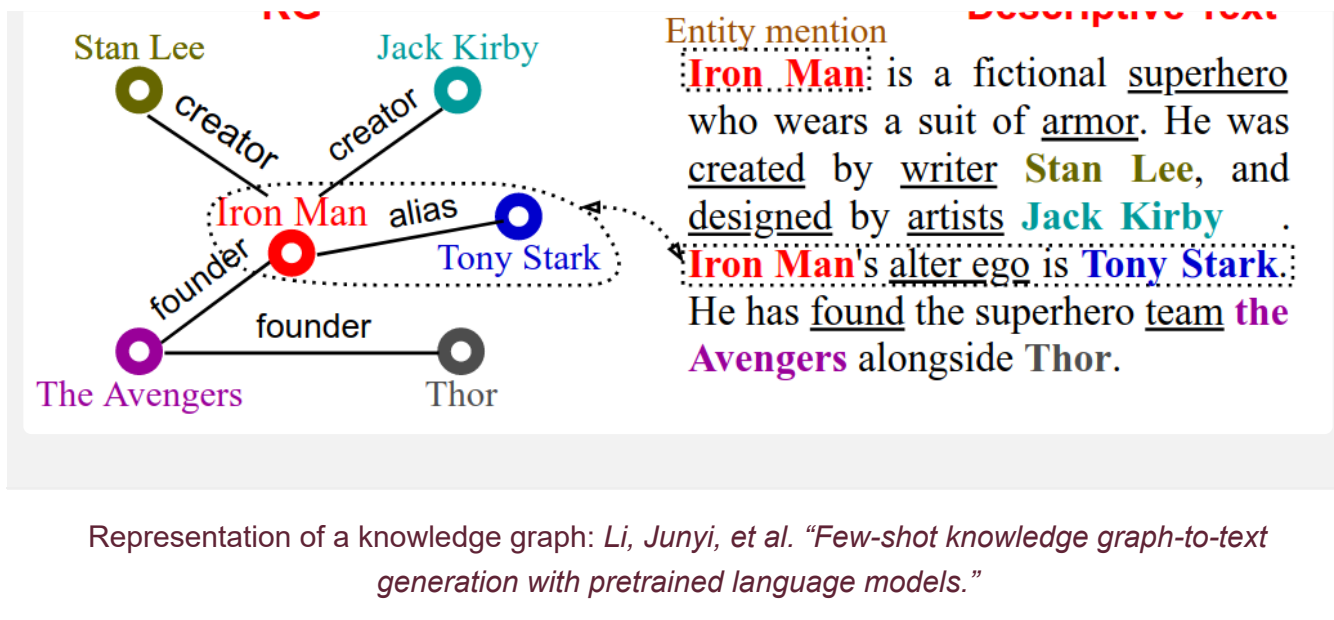 KG
Descriptive Text
Stan Lee
Jack Kirby
creator
creator
Iron Man
alias
Tony Stark
founder
founder
The Avengers
Thor
Entity mention
Iron Man is a fictional superhero
who wears a suit of armor. He was
created by writer Stan Lee, and
designed by artists Jack Kirby .
Iron Man's alter ego is Tony Stark.
He has found the superhero team the
Avengers alongside Thor.
Representation of a knowledge graph: Li, Junyi, et al. “Few-shot knowledge graph-to-text
generation with pretrained language models.”